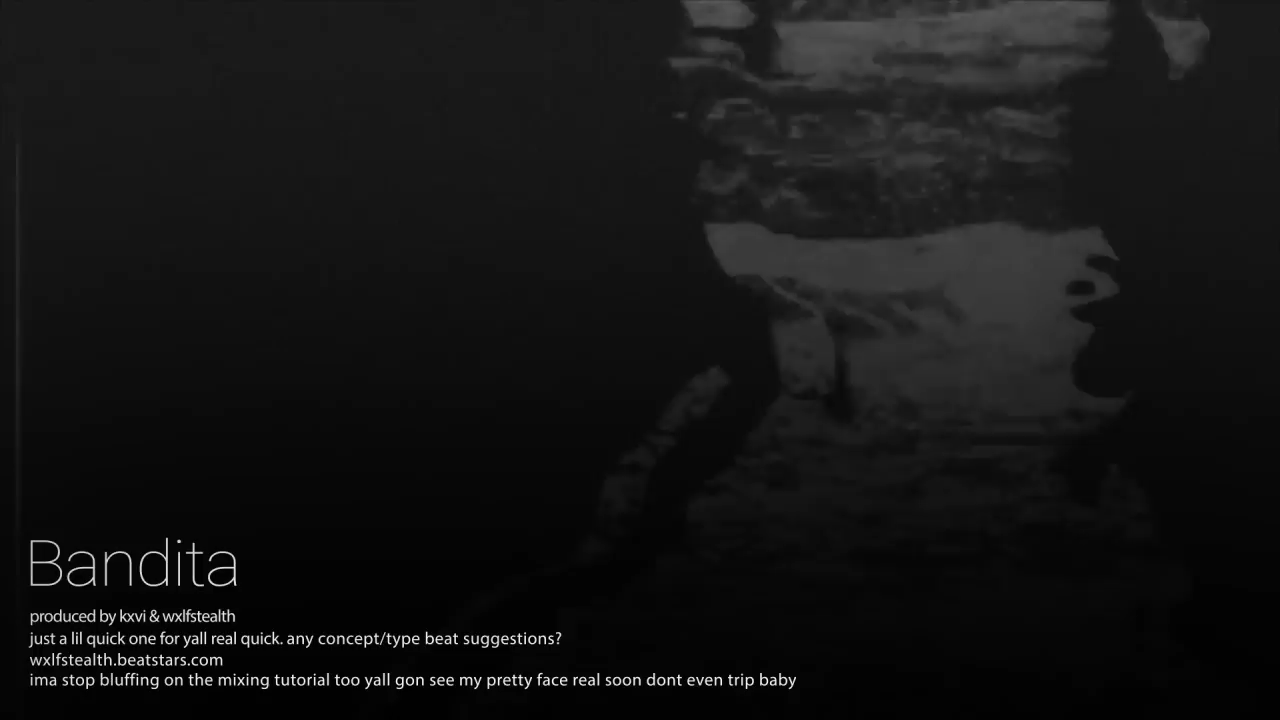 Bandita
produced by kxvi & wxlfstealth
just a lil quick one for yall real quick. any concept/type beat suggestions?
wxlfstealth.beatstars.com
ima stop bluffing on the mixing tutorial too yall gon see my pretty face real soon dont even trip baby